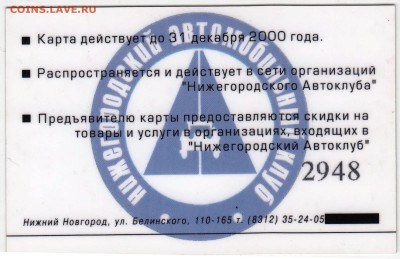 COINS.LAVE.RU
■ Карта действует до 31 декабря 2000 года.
■ Распространяется и действует в сети организаций
"Нижегородского Автоклуба"
■ Предъявителю карты предоставляются скидки на
товары и услуги в организациях, входящих в
"Нижегородский Автоклуб"
НИЖЕГОРОДСКИЙ АВТОМОБИЛЬНЫЙ КЛУБ
2948
Нижний Новгород, ул. Белинского, 110-165 т. (8312) 35-24-05